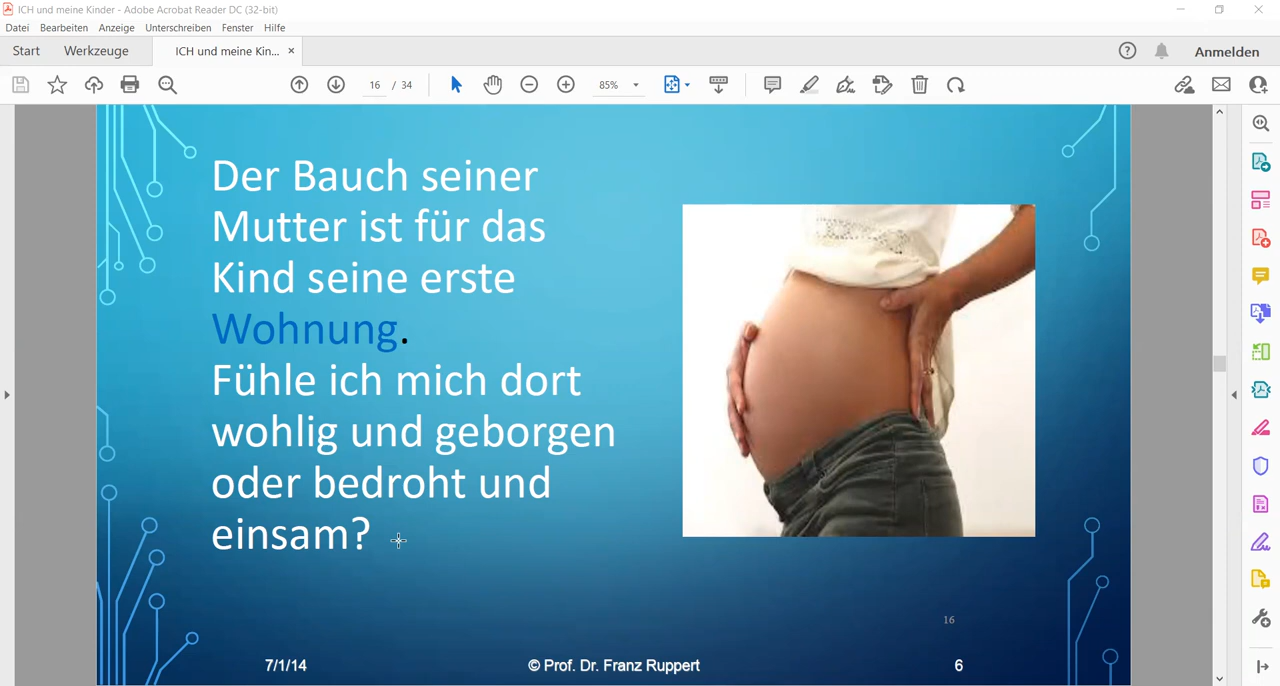 ICH und meine Kinder - Adobe Acrobat Reader DC (32-bit)
Datei Bearbeiten Anzeige Unterschreiben Fenster Hilfe
Start Werkzeuge ICH und meine Kin... × Anmelden
16 / 34 85%
Der Bauch seiner
Mutter ist für das
Kind seine erste
Wohnung.
Fühle ich mich dort
wohlig und geborgen
oder bedroht und
einsam?
16
7/1/14 © Prof. Dr. Franz Ruppert 6